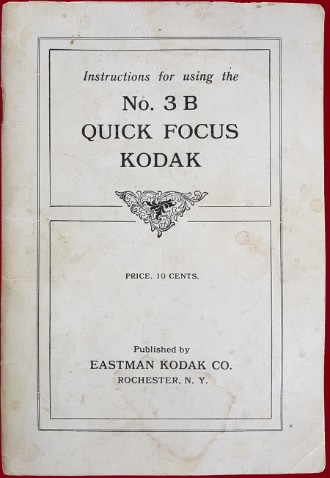 Instructions for using the
No. 3 B
QUICK FOCUS
KODAK
PRICE, 10 CENTS.
Published by
EASTMAN KODAK CO.
ROCHESTER, N. Y.